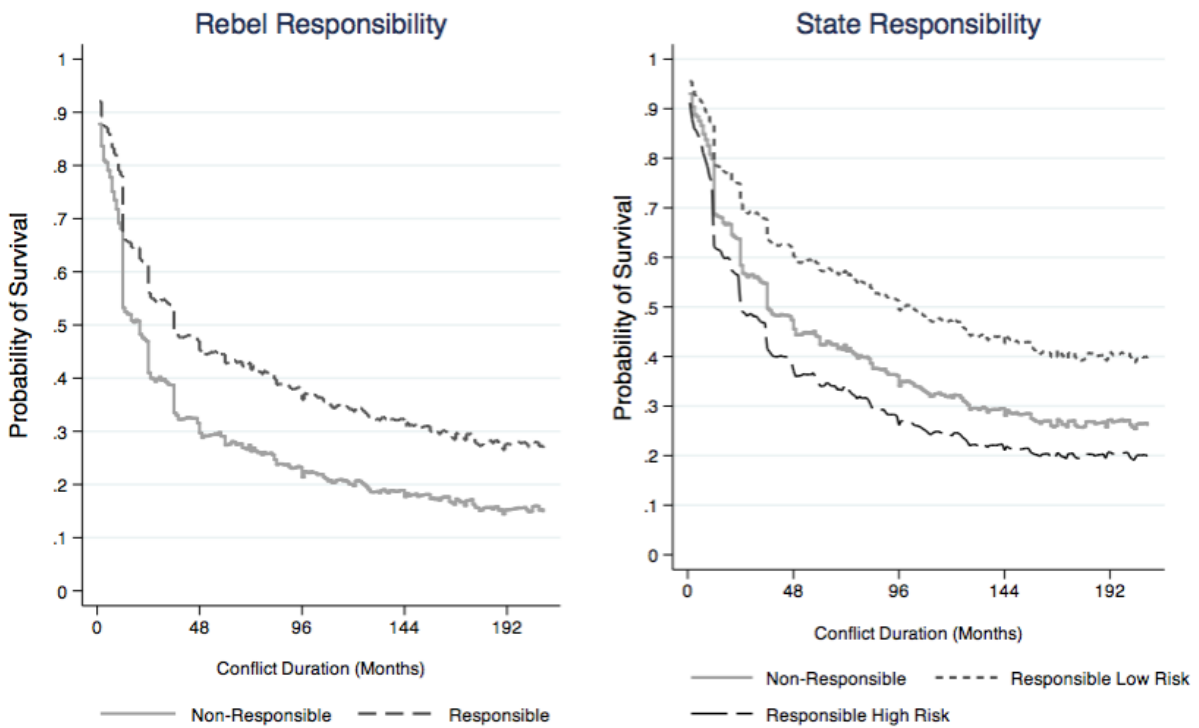 Rebel Responsibility
Probability of Survival
1
.9
.8
.7
.6
.5
.4
.3
.2
.1
0
0 48 96 144 192
Conflict Duration (Months)
Non-Responsible Responsible
State Responsibility
Probability of Survival
1
.9
.8
.7
.6
.5
.4
.3
.2
.1
0
0 48 96 144 192
Conflict Duration (Months)
Non-Responsible Responsible Low Risk
Responsible High Risk